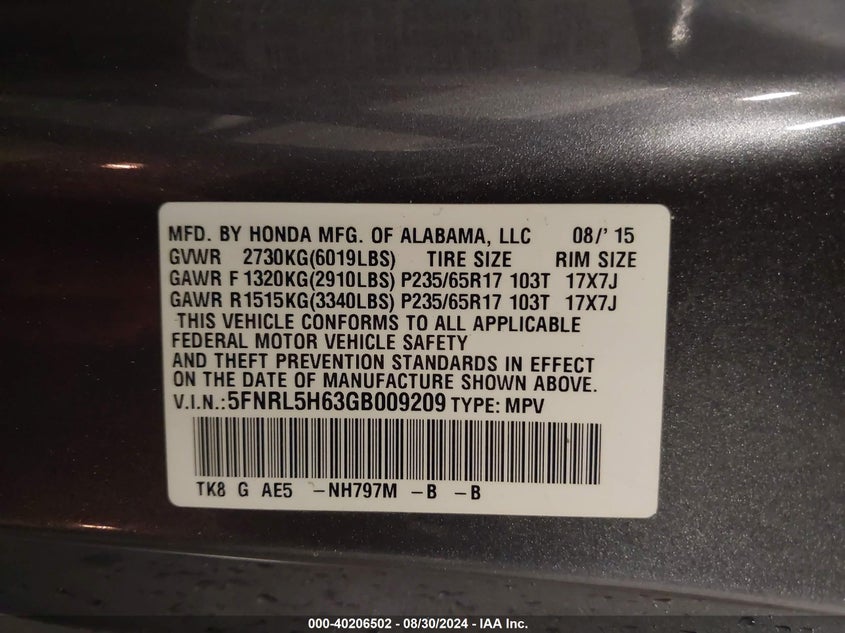 MFD. BY HONDA MFG. OF ALABAMA, LLC 08/' 15
GVWR 2730KG(6019LBS) TIRE SIZE RIM SIZE
GAWR F 1320KG(2910LBS) P235/65R17 103T 17X7J
GAWR R 1515KG(3340LBS) P235/65R17 103T 17X7J
THIS VEHICLE CONFORMS TO ALL APPLICABLE
FEDERAL MOTOR VEHICLE SAFETY
AND THEFT PREVENTION STANDARDS IN EFFECT
ON THE DATE OF MANUFACTURE SHOWN ABOVE.
V.I.N.:5FNRL5H63GB009209 TYPE: MPV
TK8 G AE5 -NH797M -B -B
000-40206502 - 08/30/2024 - IAA Inc.